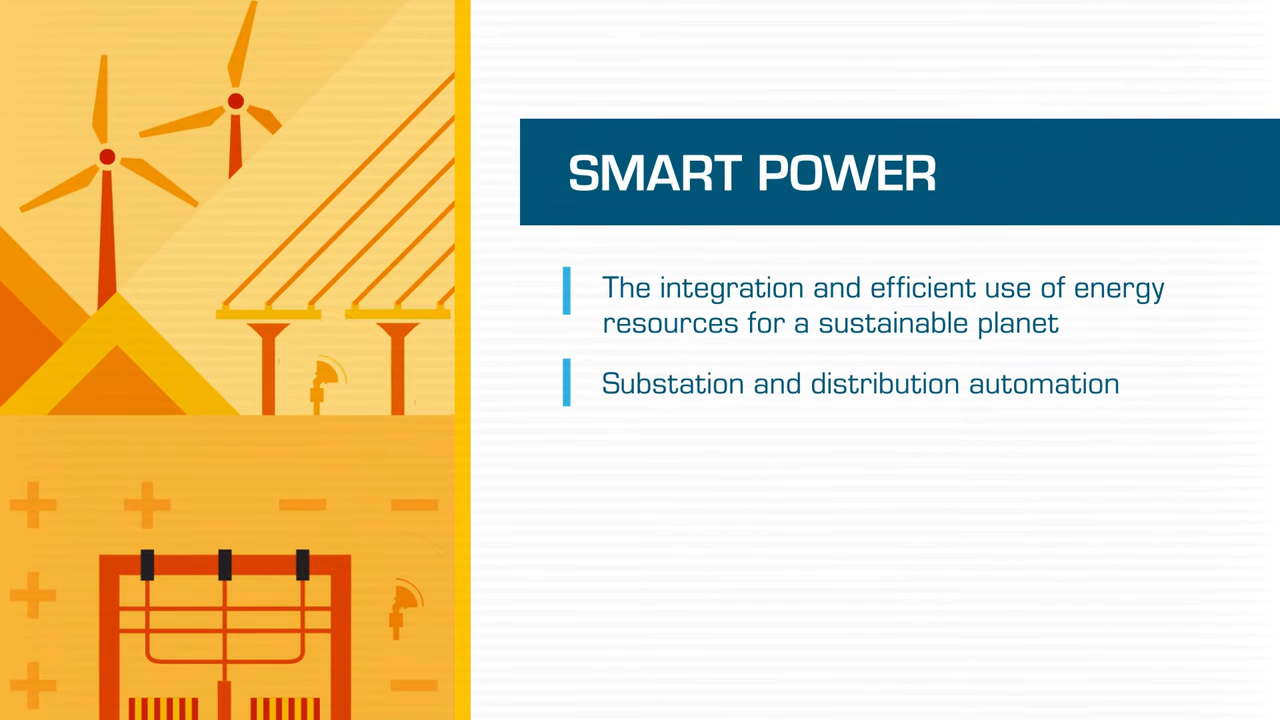 SMART POWER
The integration and efficient use of energy
resources for a sustainable planet
Substation and distribution automation